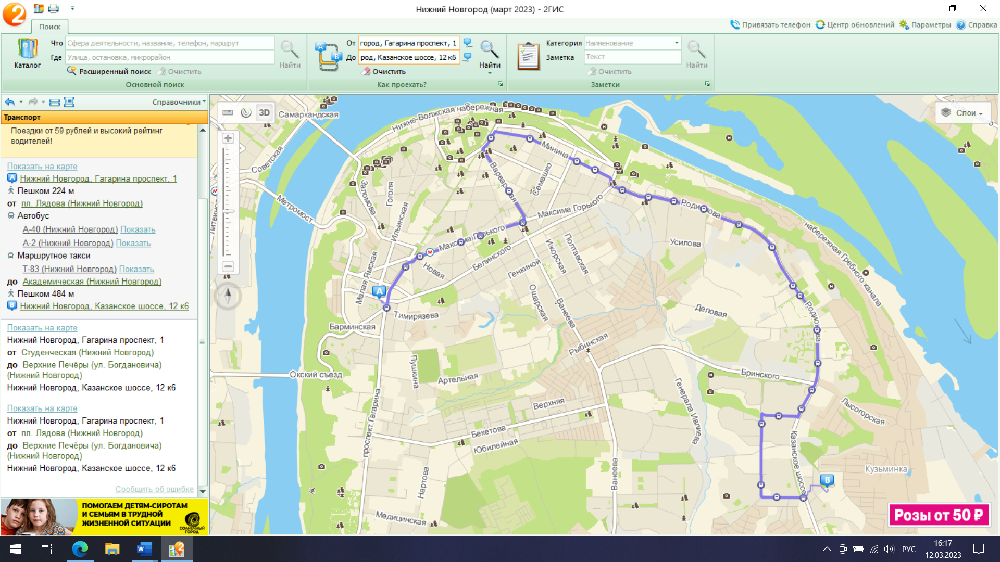 Нижний Новгород (март 2023) - 2ГИС
Поиск
Привязать телефон
Центр обновлений
Параметры
Справка
Каталог
Что
Сфера деятельности, название, телефон, маршрут
Где
Улица, остановка, микрорайон
Расширенный поиск
Очистить
Найти
Основной поиск
От
город, Гагарина проспект, 1
До
род, Казанское шоссе, 12 к6
Очистить
Найти
Как проехать?
Категория
Наименование
Заметка
Текст
Очистить
Найти
Заметки
Справочники
Транспорт
Поездки от 59 рублей и высокий рейтинг
водителей!
Показать на карте
A Нижний Новгород, Гагарина проспект, 1
Пешком 224 м
от пл. Лядова (Нижний Новгород)
Автобус
А-40 (Нижний Новгород) Показать
А-2 (Нижний Новгород) Показать
Маршрутное такси
Т-83 (Нижний Новгород) Показать
до Академическая (Нижний Новгород)
Пешком 484 м
B Нижний Новгород, Казанское шоссе, 12 к6
Показать на карте
Нижний Новгород, Гагарина проспект, 1
от Студенческая (Нижний Новгород)
до Верхние Печёры (ул. Богдановича)
(Нижний Новгород)
Нижний Новгород, Казанское шоссе, 12 к6
Показать на карте
Нижний Новгород, Гагарина проспект, 1
от пл. Лядова (Нижний Новгород)
до Верхние Печёры (ул. Богдановича)
(Нижний Новгород)
Нижний Новгород, Казанское шоссе, 12 к6
Сообщить об ошибке
ПОМОГАЕМ ДЕТЯМ-СИРОТАМ
И СЕМЬЯМ В ТРУДНОЙ
ЖИЗНЕННОЙ СИТУАЦИИ
СОЛНЕЧНЫЙ
ГОРОД
3D
Слои
Самаркандская
Нижне-Волжская набережная
Советская
Метромост
Заломова
Гоголя
Ильинская
Варварская
Минина
Семашко
Максима Горького
Максима Горького
Родионова
набережная Гребного канала
Усилова
Белинского
Ижорская
Полтавская
Генкиной
Новая
Малая Ямская
A
Тимирязева
Барминская
Ошарская
Ванеева
Деловая
Родионова
Рыбинская
Пушкина
Окский съезд
Артельная
Бринского
Генерала Ивлиева
Лысогорская
Верхняя
проспект Гагарина
Бекетова
Юбилейная
Казанское шоссе
Ванеева
Нартова
Медицинская
Кузьминка
B
Розы от 50 ₽
РУС
16:17
12.03.2023